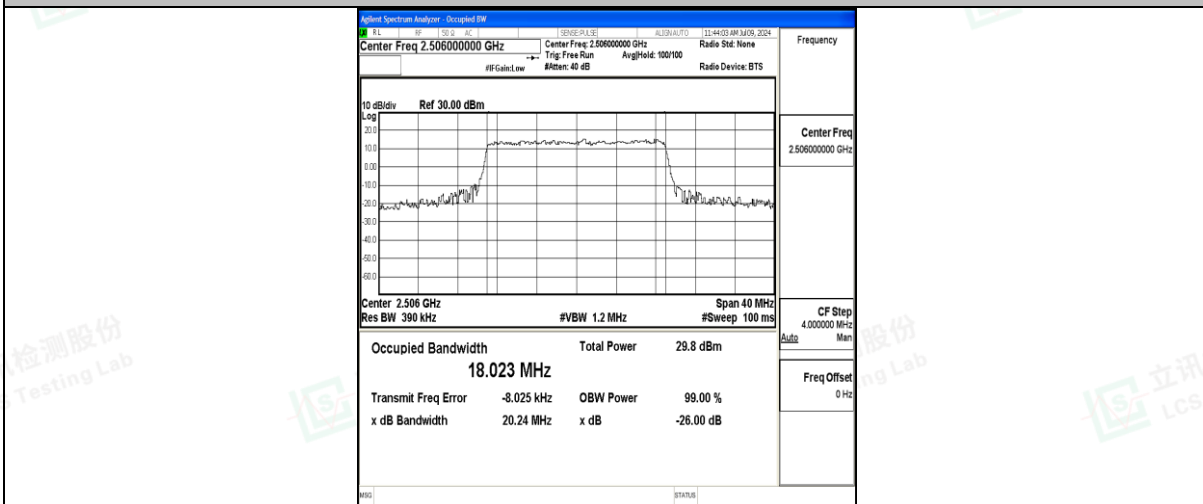 Agilent Spectrum Analyzer - Occupied BW
RL RF 50 Ω AC SENSE:PULSE ALIGN AUTO 11:44:03 AM Jul 09, 2024
Center Freq 2.506000000 GHz
Center Freq: 2.506000000 GHz
Radio Std: None
Trig: Free Run
Avg|Hold: 100/100
#IFGain:Low
#Atten: 40 dB
Radio Device: BTS
Frequency
10 dB/div
Ref 30.00 dBm
Log
20.0
10.0
0.00
-10.0
-20.0
-30.0
-40.0
-50.0
-60.0
Center Freq
2.506000000 GHz
Center 2.506 GHz
Span 40 MHz
Res BW 390 kHz
#VBW 1.2 MHz
#Sweep 100 ms
CF Step
4.000000 MHz
Auto Man
Occupied Bandwidth
Total Power 29.8 dBm
18.023 MHz
Freq Offset
0 Hz
Transmit Freq Error -8.025 kHz
OBW Power 99.00 %
x dB Bandwidth 20.24 MHz
x dB -26.00 dB
MSG
STATUS
检测股份
Testing Lab
股份
ng Lab
立讯
LCS